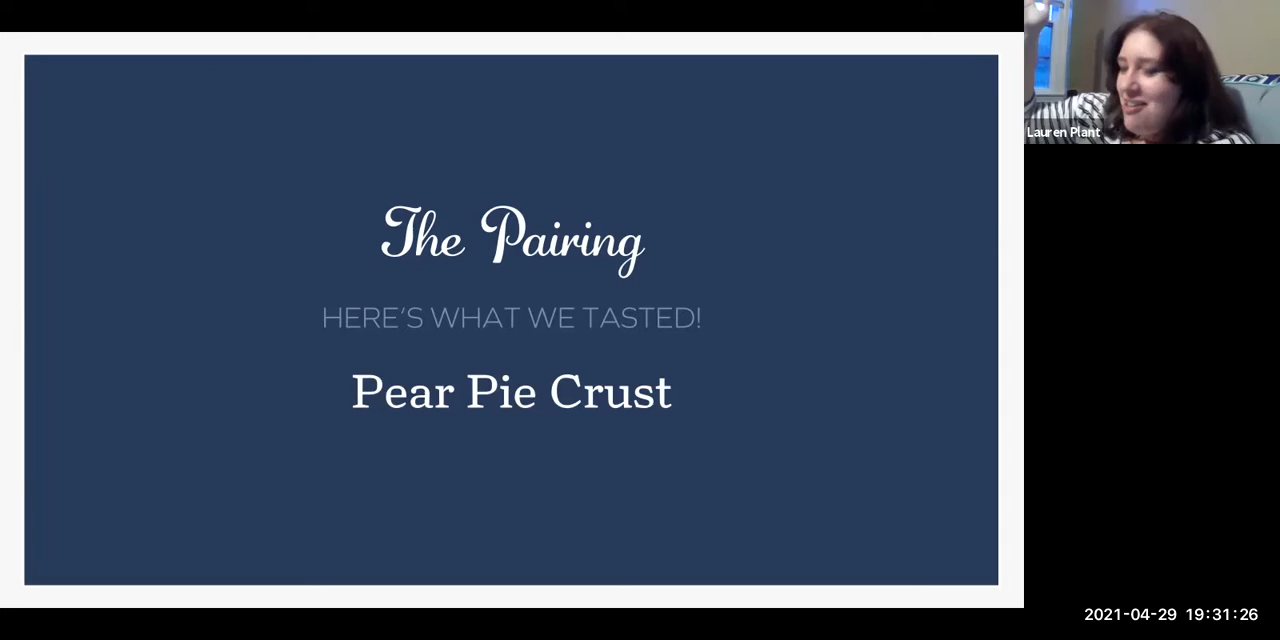 The Pairing
HERE'S WHAT WE TASTED!
Pear Pie Crust
Lauren Plant
2021-04-29 19:31:26